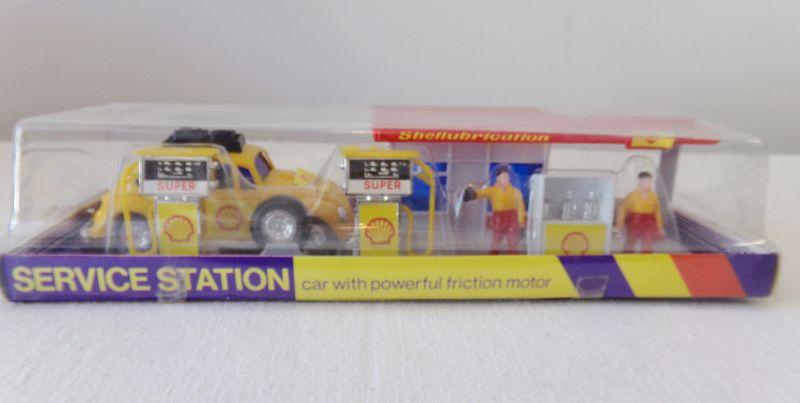 Shellubrication
SUPER
SUPER
SERVICE STATION
car with powerful friction motor